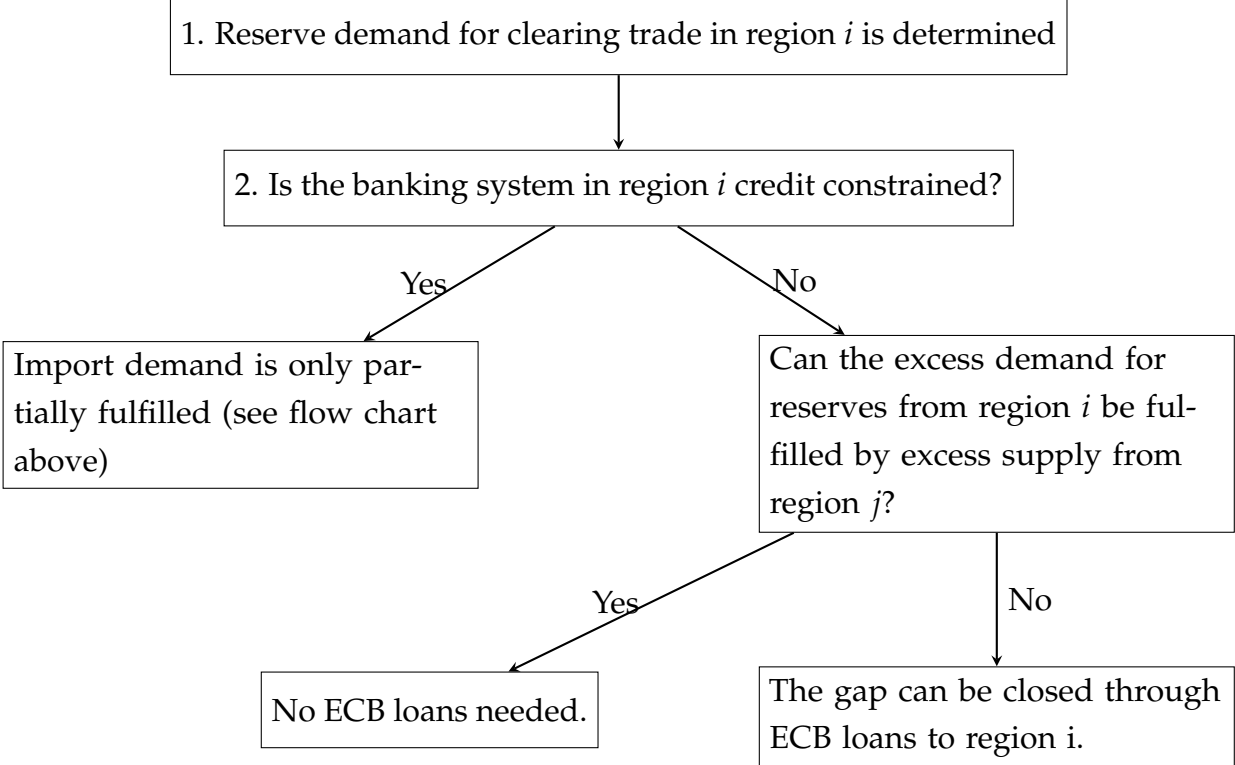 1. Reserve demand for clearing trade in region i is determined
2. Is the banking system in region i credit constrained?
Yes
No
Import demand is only par-
tially fulfilled (see flow chart
above)
Can the excess demand for
reserves from region i be ful-
filled by excess supply from
region j?
Yes
No
No ECB loans needed.
The gap can be closed through
ECB loans to region i.